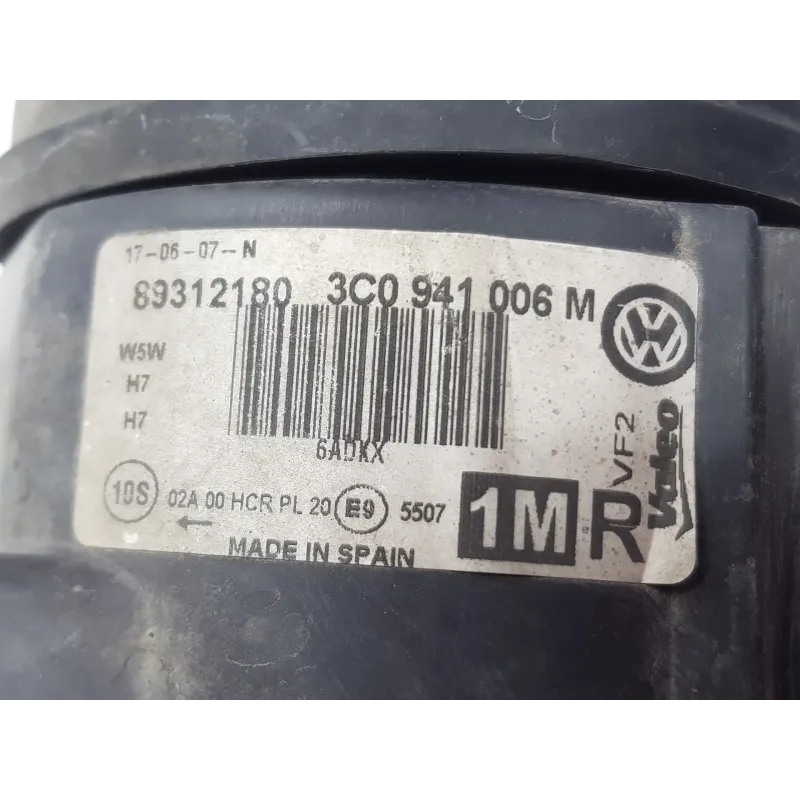 17-06-07-N
89312180 3C0 941 006 M
W5W
H7
H7
6ADKX
VF2
Valeo
10S 02A 00 HCR PL 20 E9 5507 1M R
MADE IN SPAIN